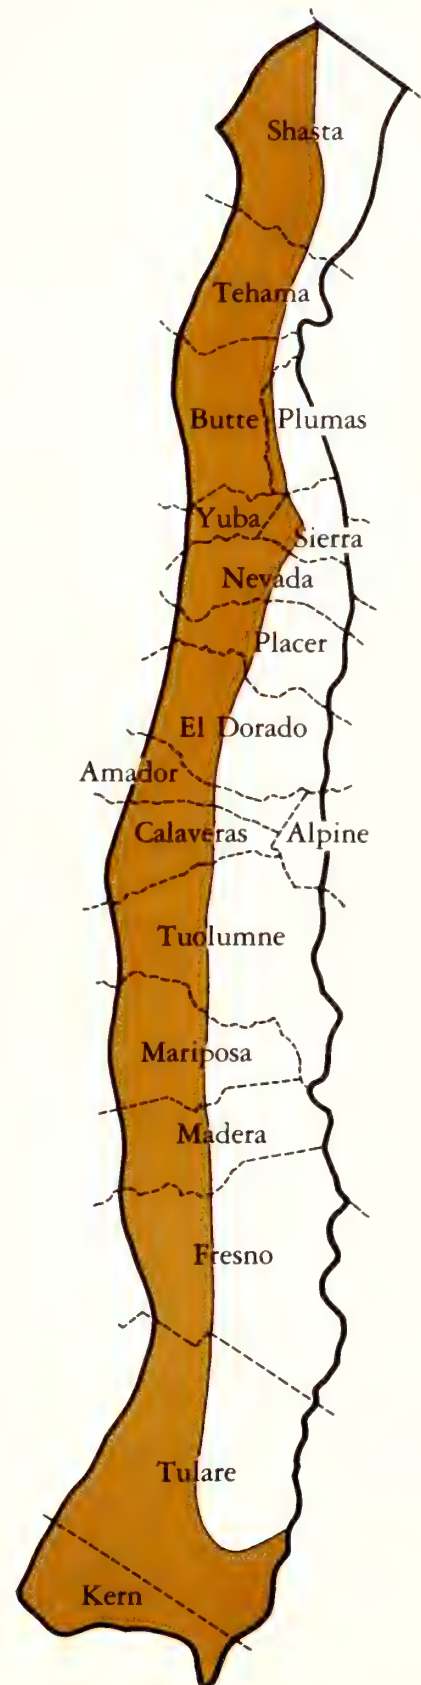 Shasta
Tehama
Butte Plumas
Yuba
Sierra
Nevada
Placer
El Dorado
Amador
Calaveras Alpine
Tuolumne
Mariposa
Madera
Fresno
Tulare
Kern